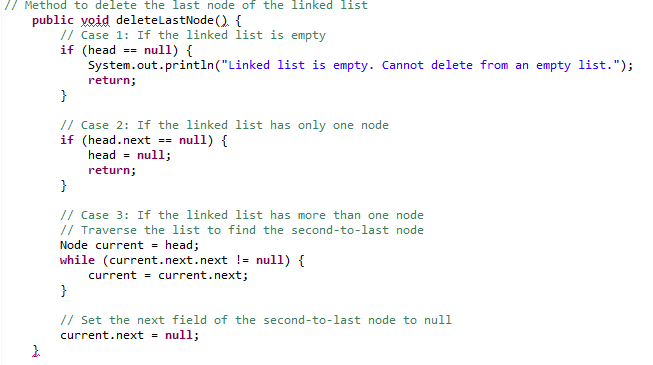 // Method to delete the last node of the linked list
public void deleteLastNode() {
// Case 1: If the linked list is empty
if (head == null) {
System.out.println("Linked list is empty. Cannot delete from an empty list.");
return;
}
// Case 2: If the linked list has only one node
if (head.next == null) {
head = null;
return;
}
// Case 3: If the linked list has more than one node
// Traverse the list to find the second-to-last node
Node current = head;
while (current.next.next != null) {
current = current.next;
}
// Set the next field of the second-to-last node to null
current.next = null;
}